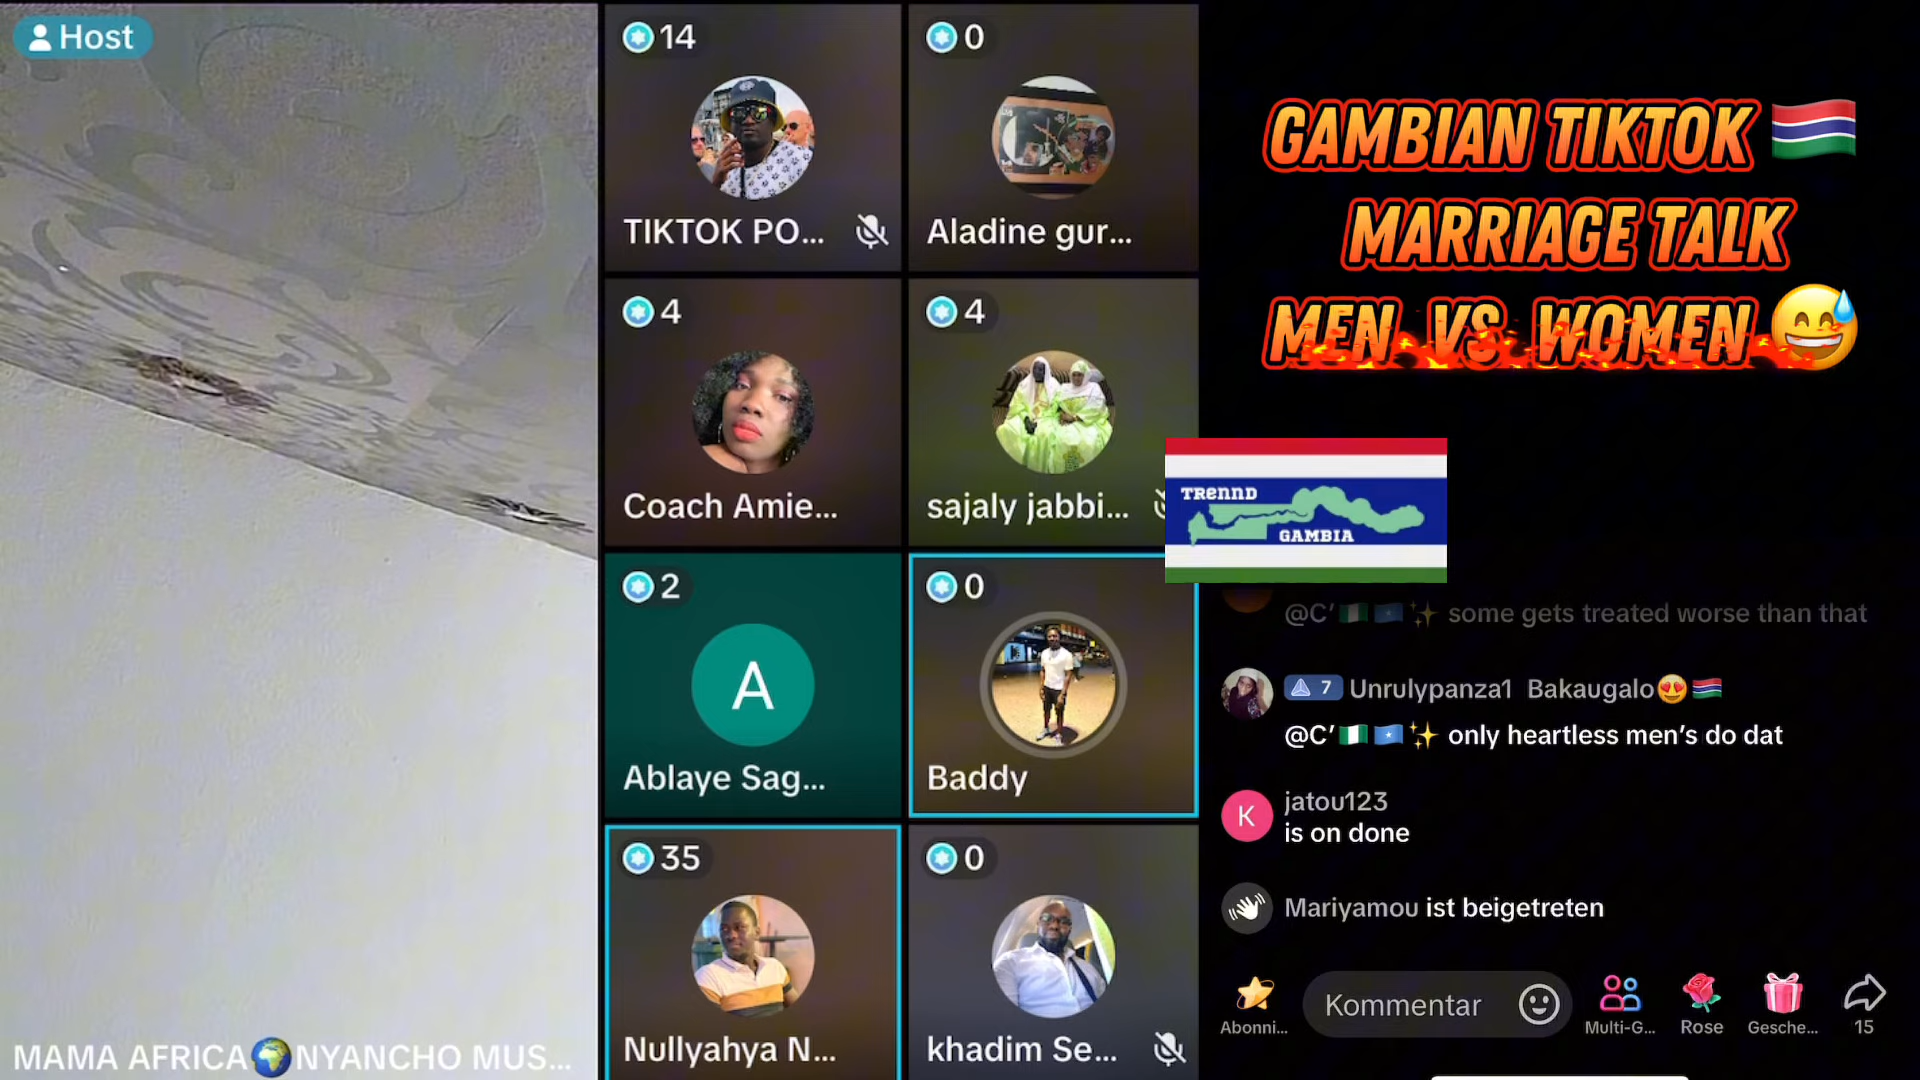 Host
14
0
TIKTOK PO...
Aladine gur...
4
4
Coach Amie...
sajaly jabbi...
2
0
A
Ablaye Sag...
Baddy
35
0
Nullyahya N...
khadim Se...
MAMA AFRICA🌍NYANCHO MUS...
GAMBIAN TIKTOK 🇬🇲
MARRIAGE TALK
MEN VS WOMEN 😅
TRENND
GAMBIA
@C’🇳🇬🇸🇴✨ some gets treated worse than that
7 Unrulypanza1 Bakaugalo😍🇬🇲
@C’🇳🇬🇸🇴✨ only heartless men’s do dat
K
jatou123
is on done
Mariyamou ist beigetreten
Kommentar
Abonni...
Multi-G...
Rose
Gesche...
15